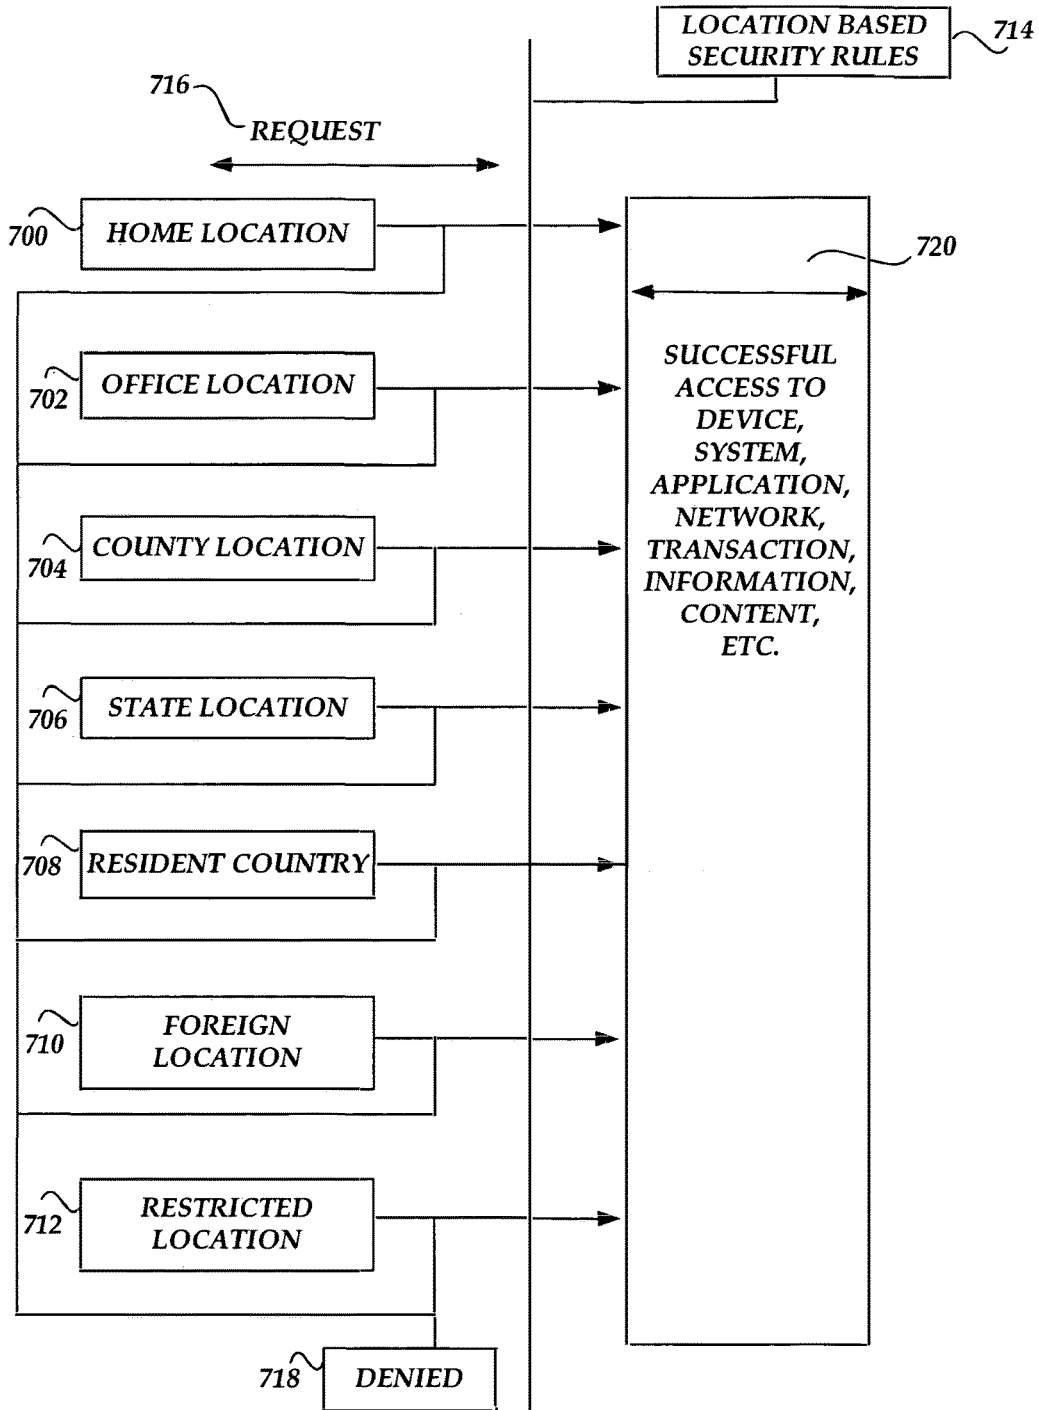 LOCATION BASED
SECURITY RULES
714
716
REQUEST
700
HOME LOCATION
720
702
OFFICE LOCATION
SUCCESSFUL
ACCESS TO
DEVICE,
SYSTEM,
APPLICATION,
NETWORK,
TRANSACTION,
INFORMATION,
CONTENT,
ETC.
704
COUNTY LOCATION
706
STATE LOCATION
708
RESIDENT COUNTRY
710
FOREIGN
LOCATION
712
RESTRICTED
LOCATION
718
DENIED